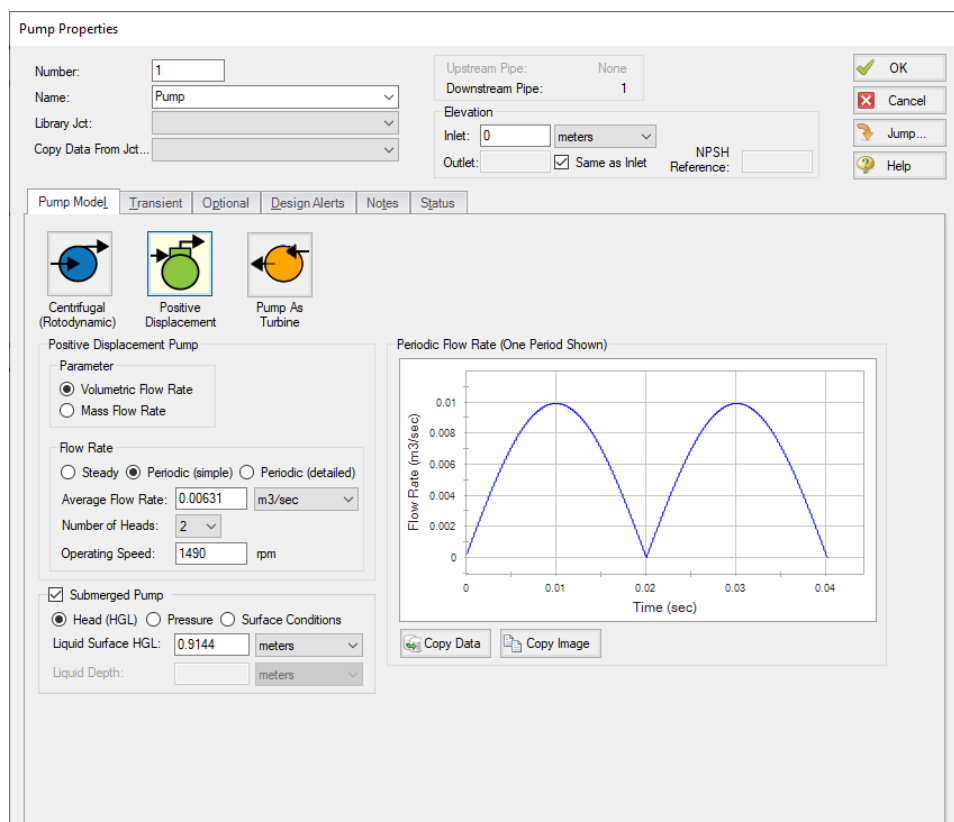 Pump Properties
Number: 1
Name: Pump
Library Jct:
Copy Data From Jct...
Upstream Pipe: None
Downstream Pipe: 1
Elevation
Inlet: 0 meters
Outlet: Same as Inlet
NPSH
Reference:
OK
Cancel
Jump...
Help
Pump Model Transient Optional Design Alerts Notes Status
Centrifugal
(Rotodynamic)
Positive
Displacement
Pump As
Turbine
Positive Displacement Pump
Parameter
Volumetric Flow Rate
Mass Flow Rate
Flow Rate
Steady Periodic (simple) Periodic (detailed)
Average Flow Rate: 0.00631 m3/sec
Number of Heads: 2
Operating Speed: 1490 rpm
Submerged Pump
Head (HGL) Pressure Surface Conditions
Liquid Surface HGL: 0.9144 meters
Liquid Depth: meters
Periodic Flow Rate (One Period Shown)
Flow Rate (m3/sec)
0.01
0.008
0.006
0.004
0.002
0
0 0.01 0.02 0.03 0.04
Time (sec)
Copy Data Copy Image